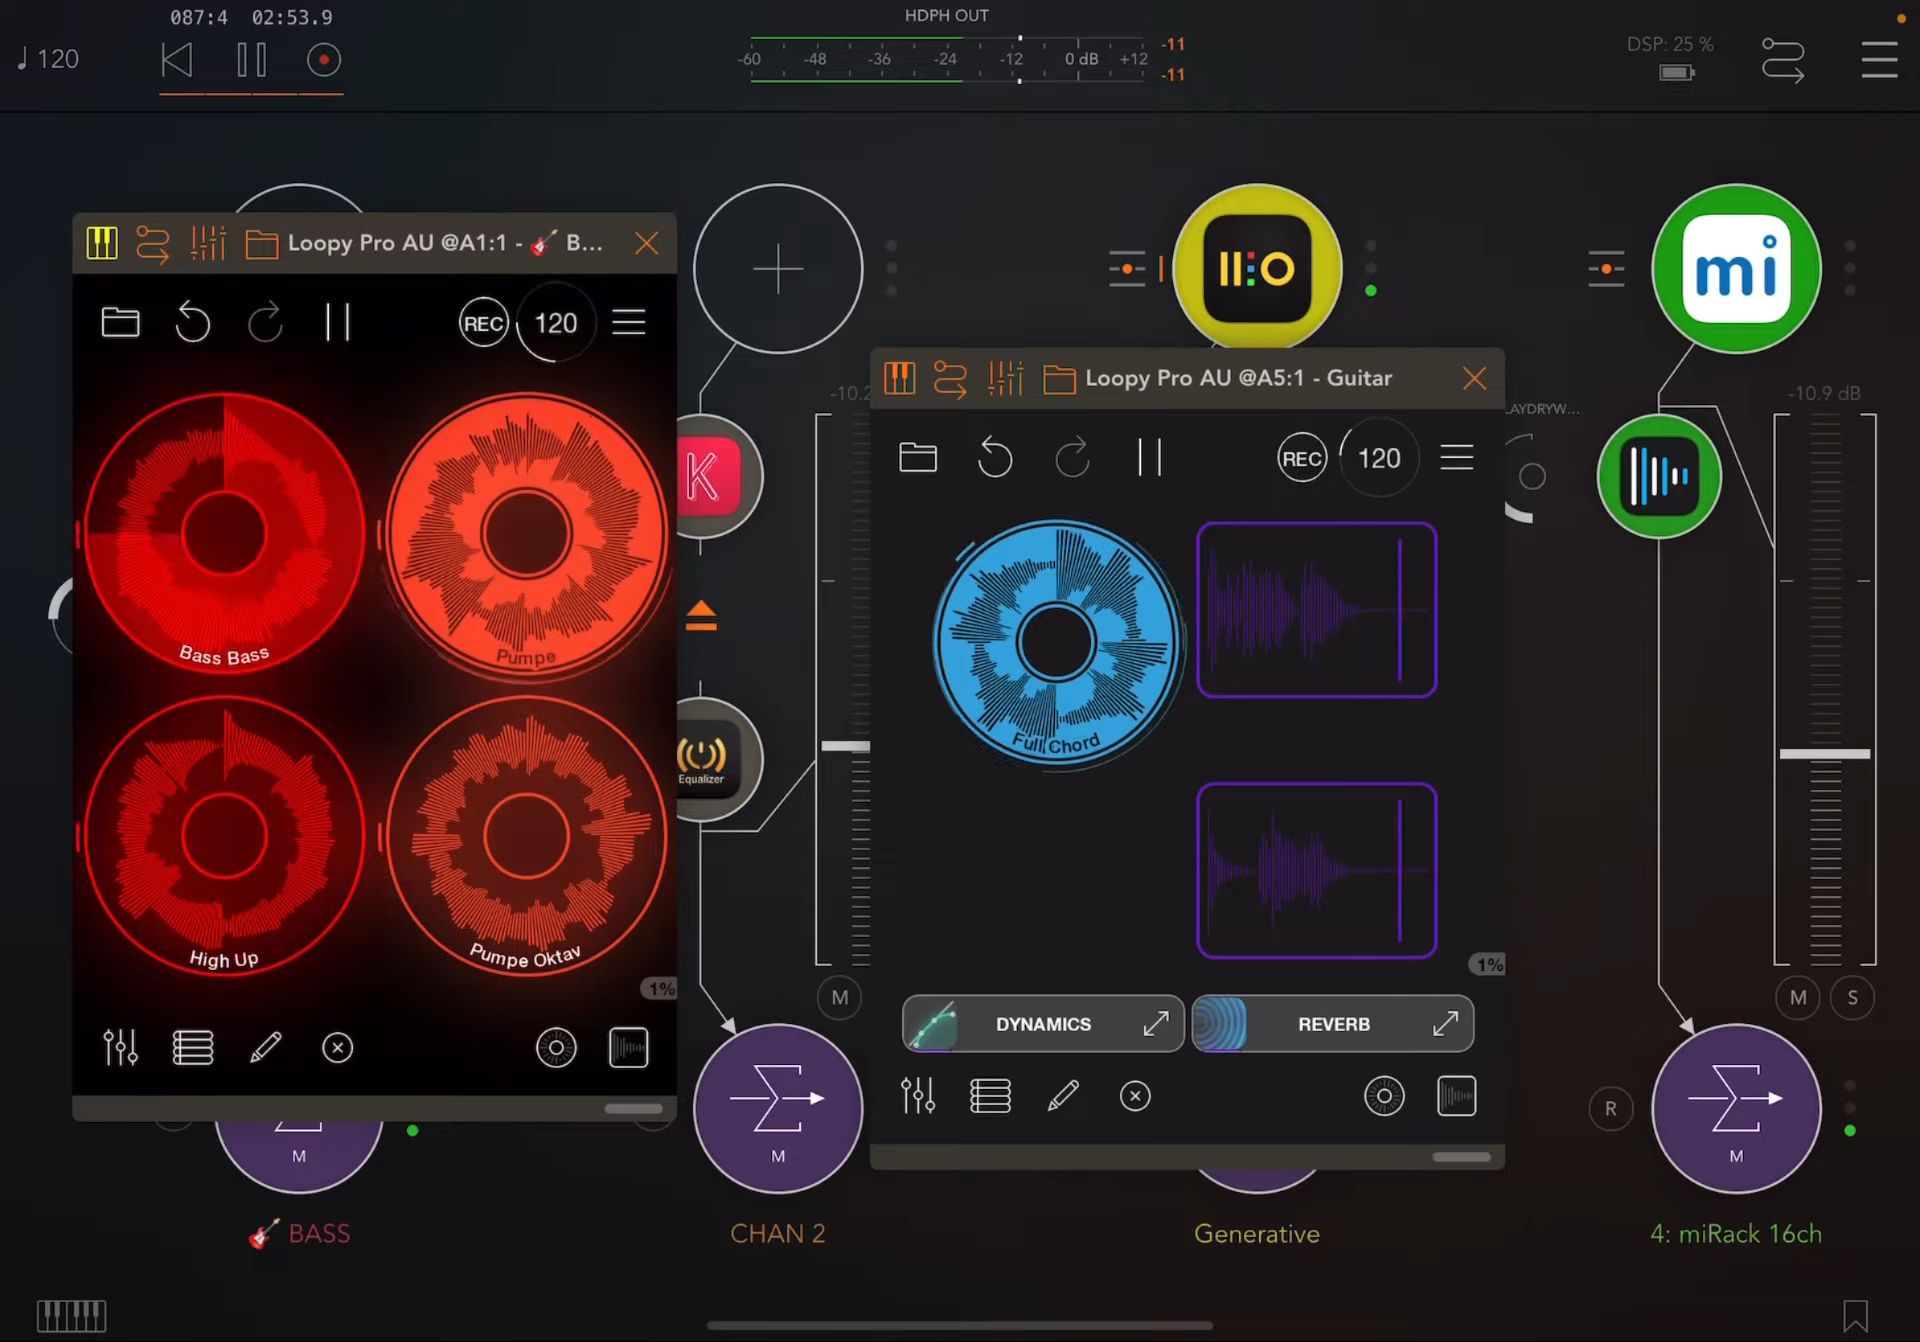 087:4 02:53.9
HDPH OUT
♩ 120
-60 -48 -36 -24 -12 0 dB +12
-11
-11
DSP: 25 %
Loopy Pro AU @A1:1 - 🎸 B...
REC 120
Bass Bass
Pumpe
High Up
Pumpe Oktav
1%
K
Equalizer
-10.2
M
mi
Loopy Pro AU @A5:1 - Guitar
REC 120
Full Chord
1%
DYNAMICS
REVERB
LAYDRYW...
-10.9 dB
M S
R
M
M
M
🎸 BASS
CHAN 2
Generative
4: miRack 16ch